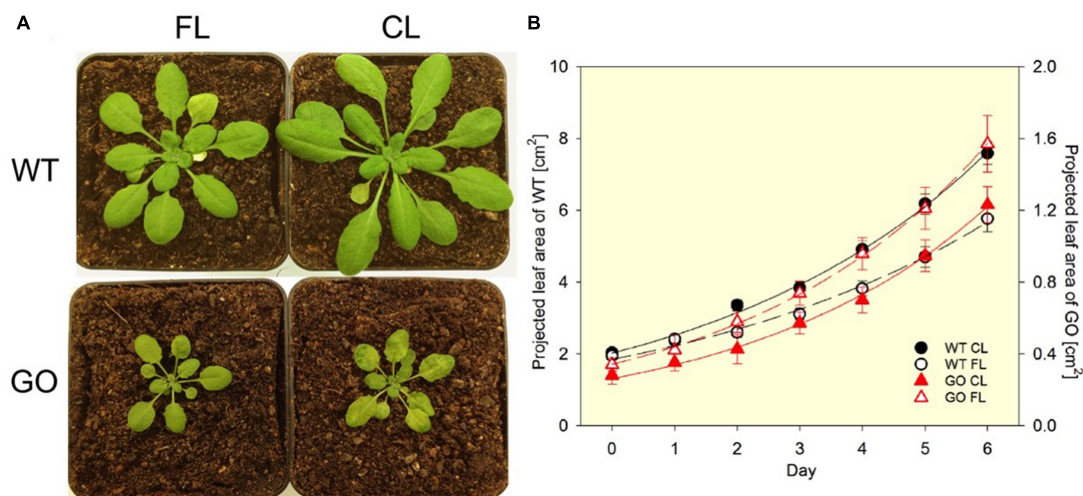 A
FL
CL
WT
GO
B
Projected leaf area of WT [cm²]
10
8
6
4
2
0
2.0
1.6
1.2
0.8
0.4
0.0
Projected leaf area of GO [cm²]
WT CL
WT FL
GO CL
GO FL
0 1 2 3 4 5 6
Day